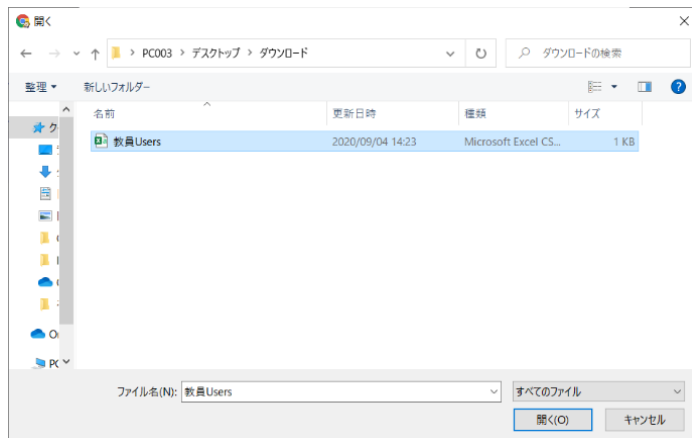 開く
PC003 › デスクトップ › ダウンロード
ダウンロードの検索
整理 新しいフォルダー
名前 更新日時 種類 サイズ
教員Users 2020/09/04 14:23 Microsoft Excel CS... 1 KB
ファイル名(N): 教員Users すべてのファイル
開く(O) キャンセル